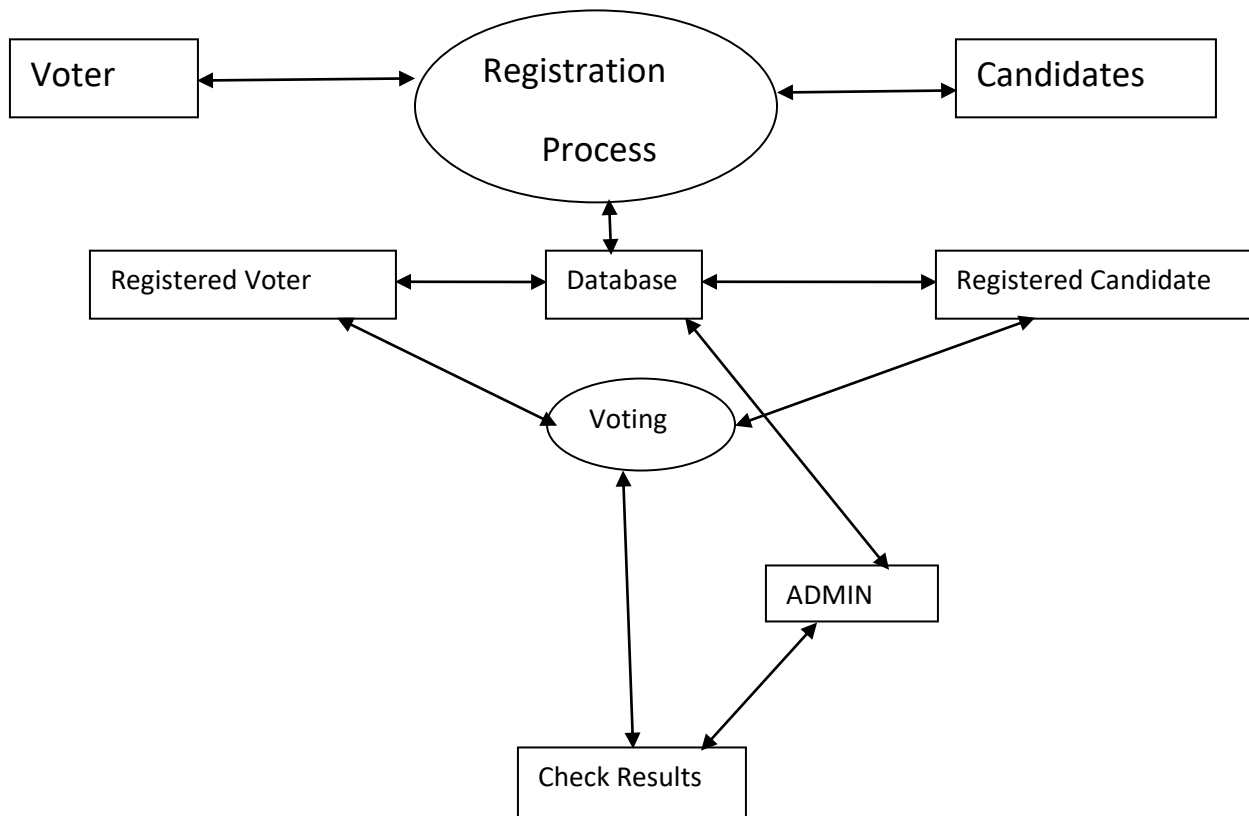 Voter
Registration
Process
Candidates
Registered Voter
Database
Registered Candidate
Voting
ADMIN
Check Results